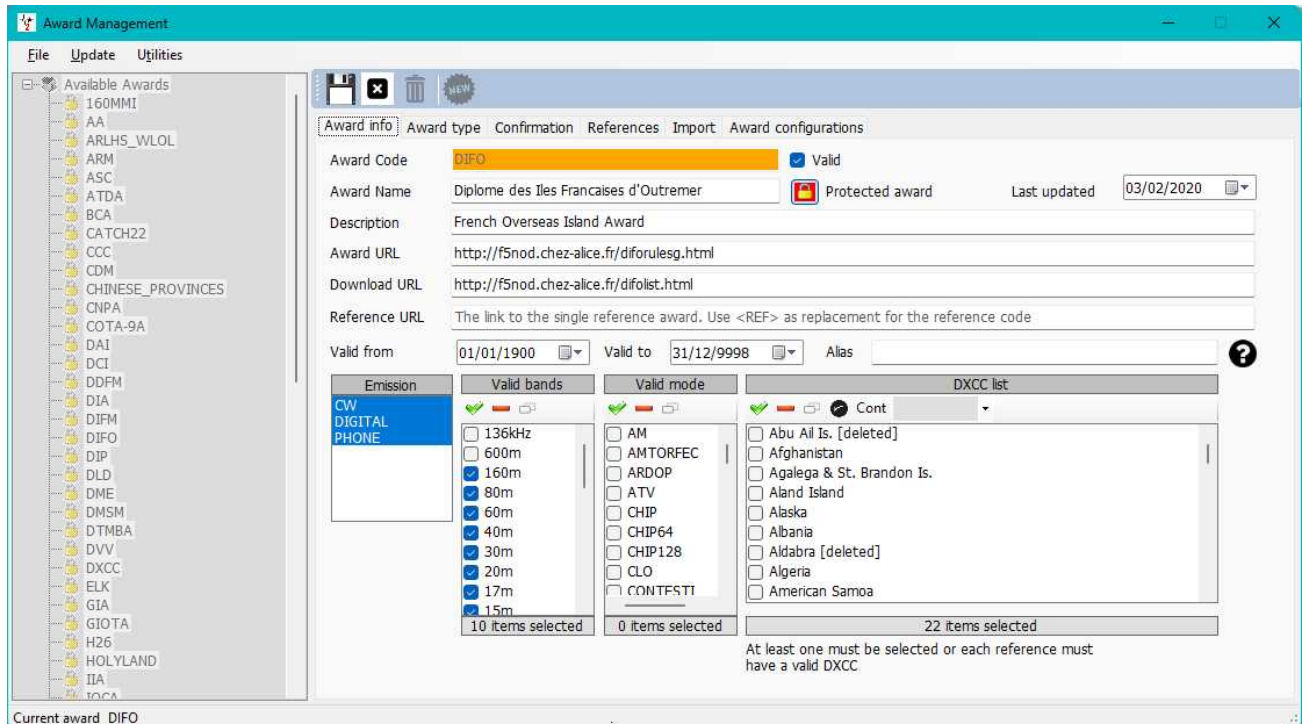 Award Management
File Update Utilities
Available Awards
160MMI
AA
ARLHS_WLOL
ARM
ASC
ATDA
BCA
CATCH22
CCC
CDM
CHINESE_PROVINCES
CNPA
COTA-9A
DAI
DCI
DDFM
DIA
DIFM
DIFO
DIP
DLD
DME
DMSM
DTMBA
DVV
DXCC
ELK
GIA
GIOTA
H26
HOLYLAND
IIA
NEW
Award info Award type Confirmation References Import Award configurations
Award Code DIFO Valid
Award Name Diplome des Iles Francaises d'Outremer Protected award Last updated 03/02/2020
Description French Overseas Island Award
Award URL http://f5nod.chez-alice.fr/diforulesg.html
Download URL http://f5nod.chez-alice.fr/difolist.html
Reference URL The link to the single reference award. Use <REF> as replacement for the reference code
Valid from 01/01/1900 Valid to 31/12/9998 Alias
Emission
CW
DIGITAL
PHONE
Valid bands
136kHz
600m
160m
80m
60m
40m
30m
20m
17m
15m
10 items selected
Valid mode
AM
AMTORFEC
ARDOP
ATV
CHIP
CHIP64
CHIP128
CLO
CONTESTI
0 items selected
DXCC list
Cont
Abu Ail Is. [deleted]
Afghanistan
Agalega & St. Brandon Is.
Aland Island
Alaska
Albania
Aldabra [deleted]
Algeria
American Samoa
22 items selected
At least one must be selected or each reference must
have a valid DXCC
Current award DIFO